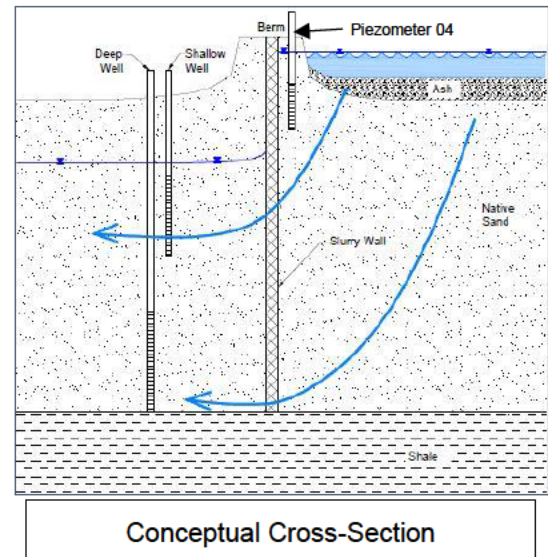 Piezometer 04
Berm
Deep
Well
Shallow
Well
Ash
Native
Sand
Slurry Wall
Shale
Conceptual Cross-Section